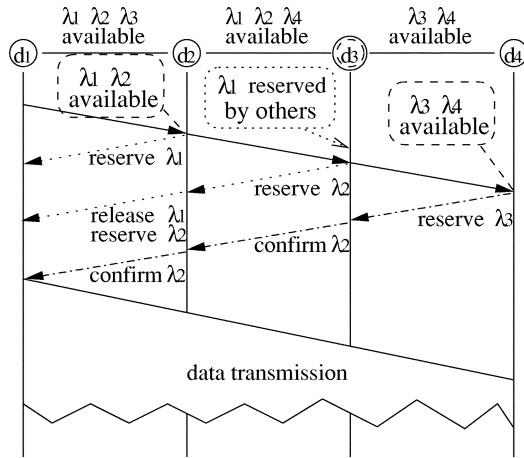 λ1 λ2 λ3
available
λ1 λ2 λ4
available
λ3 λ4
available
d1
d2
d3
d4
λ1 λ2
available
λ1 reserved
by others
λ3 λ4
available
reserve λ1
reserve λ2
reserve λ3
release λ1
reserve λ2
confirm λ2
confirm λ2
data transmission